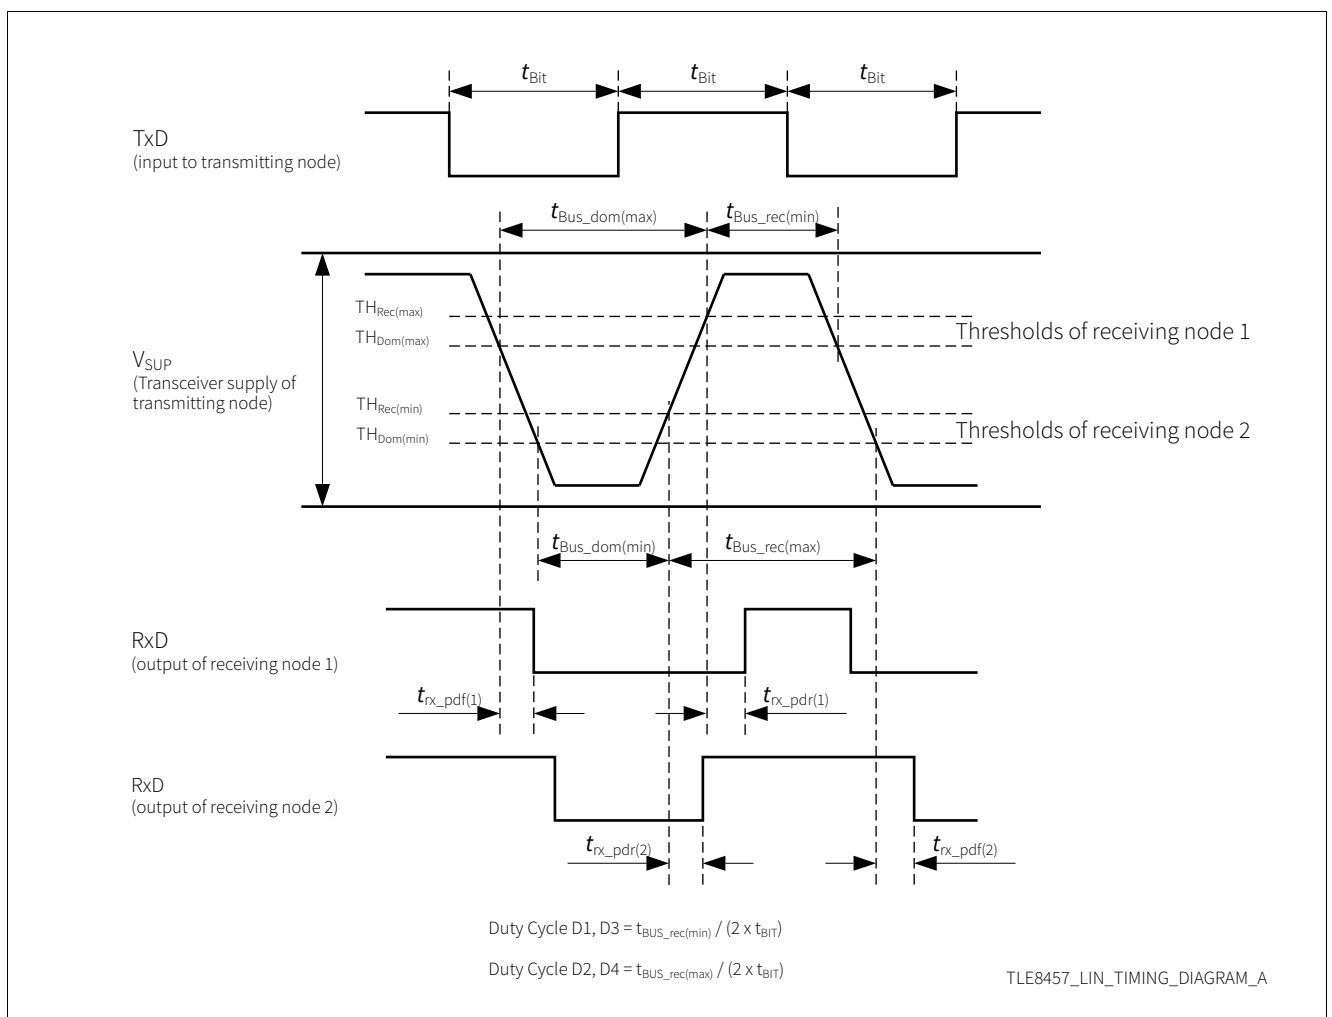 tBit tBit tBit
TxD
(input to transmitting node)
tBus_dom(max) tBus_rec(min)
THRec(max)
THDom(max)
Thresholds of receiving node 1
VSUP
(Transceiver supply of
transmitting node)
THRec(min)
THDom(min)
Thresholds of receiving node 2
tBus_dom(min) tBus_rec(max)
RxD
(output of receiving node 1)
trx_pdf(1) trx_pdr(1)
RxD
(output of receiving node 2)
trx_pdr(2) trx_pdf(2)
Duty Cycle D1, D3 = tBUS_rec(min) / (2 x tBIT)
Duty Cycle D2, D4 = tBUS_rec(max) / (2 x tBIT)
TLE8457_LIN_TIMING_DIAGRAM_A